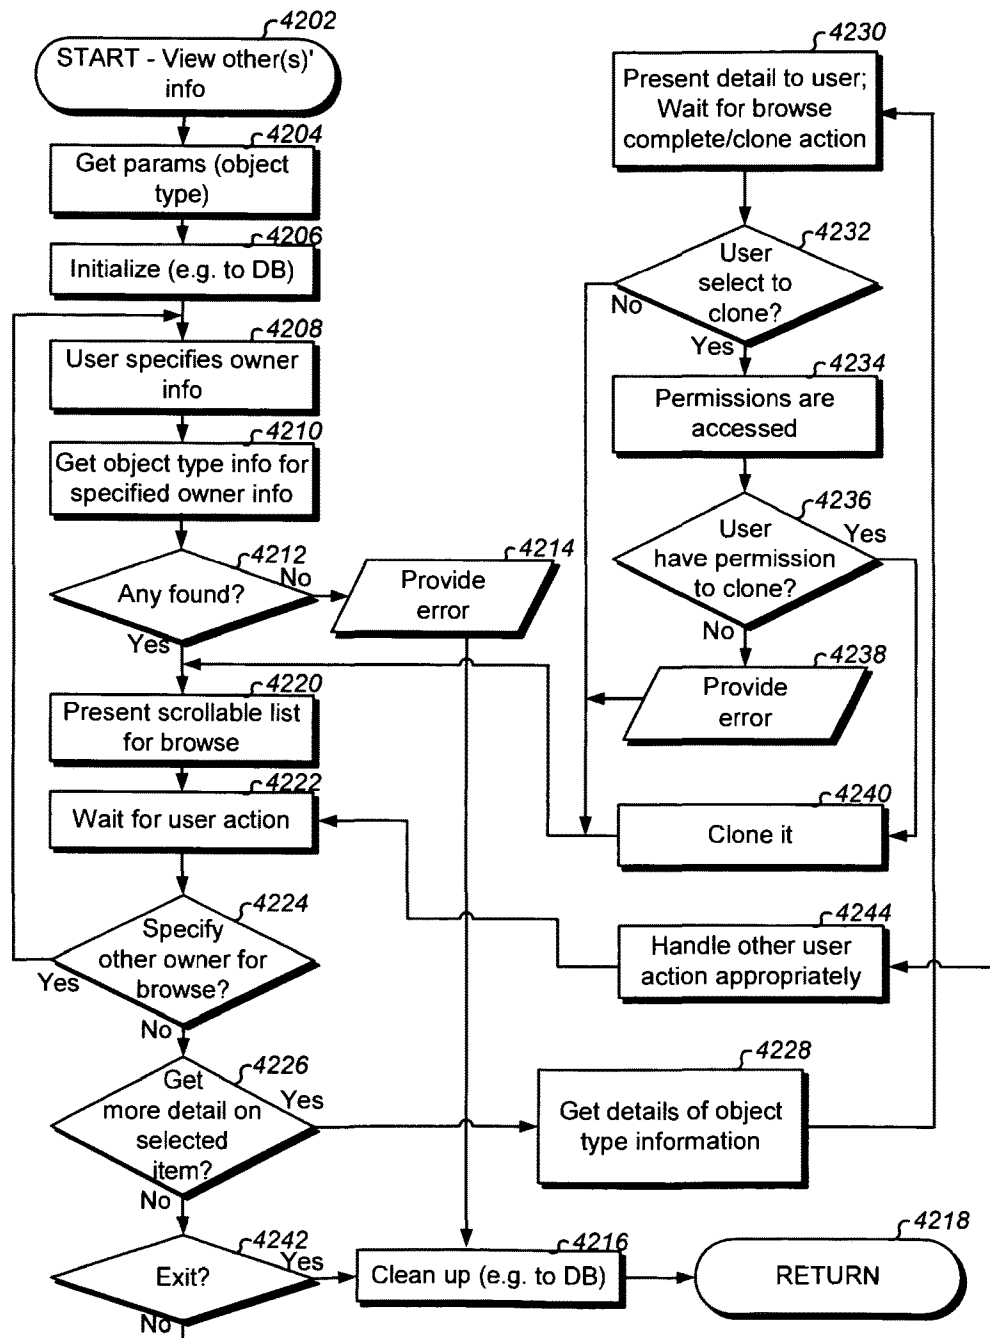 4202
START - View other(s)'
info
4204
Get params (object
type)
4206
Initialize (e.g. to DB)
4208
User specifies owner
info
4210
Get object type info for
specified owner info
4212
Any found?
No
Yes
4214
Provide
error
4220
Present scrollable list
for browse
4222
Wait for user action
4224
Specify
other owner for
browse?
Yes
No
4226
Get
more detail on
selected
item?
Yes
No
4242
Exit?
Yes
No
4216
Clean up (e.g. to DB)
4218
RETURN
4228
Get details of object
type information
4230
Present detail to user;
Wait for browse
complete/clone action
4232
User
select to
clone?
No
Yes
4234
Permissions are
accessed
4236
User
have permission
to clone?
Yes
No
4238
Provide
error
4240
Clone it
4244
Handle other user
action appropriately